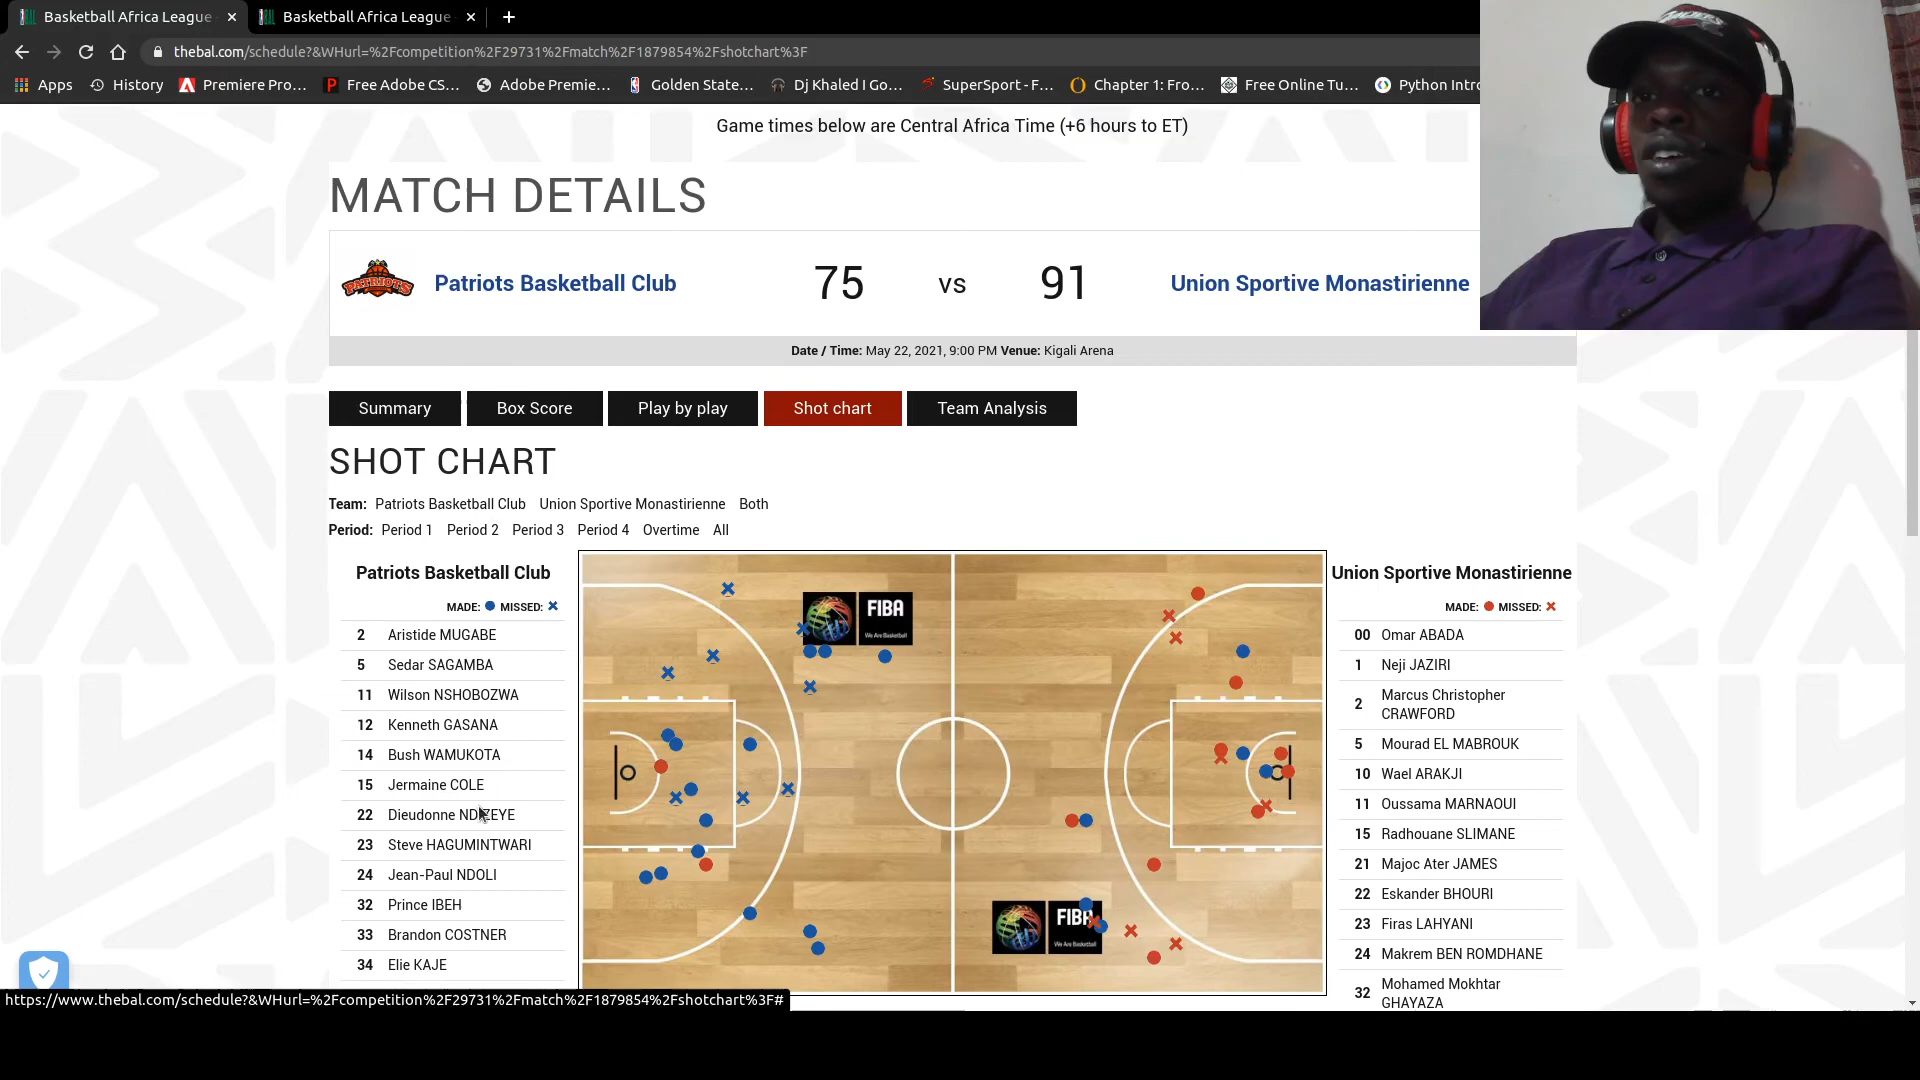 Basketball Africa League
Basketball Africa League
thebal.com/schedule?&WHurl=%2Fcompetition%2F29731%2Fmatch%2F1879854%2Fshotchart%3F
Apps History Premiere Pro... Free Adobe CS... Adobe Premie... Golden State... Dj Khaled I Go... SuperSport - F... Chapter 1: Fro... Free Online Tu... Python Intro
Game times below are Central Africa Time (+6 hours to ET)
MATCH DETAILS
PATRIOTS
Patriots Basketball Club 75 vs 91 Union Sportive Monastirienne
Date / Time: May 22, 2021, 9:00 PM Venue: Kigali Arena
Summary Box Score Play by play Shot chart Team Analysis
SHOT CHART
Team: Patriots Basketball Club Union Sportive Monastirienne Both
Period: Period 1 Period 2 Period 3 Period 4 Overtime All
Patriots Basketball Club
MADE: MISSED:
2 Aristide MUGABE
5 Sedar SAGAMBA
11 Wilson NSHOBOZWA
12 Kenneth GASANA
14 Bush WAMUKOTA
15 Jermaine COLE
22 Dieudonne NDIZEYE
23 Steve HAGUMINTWARI
24 Jean-Paul NDOLI
32 Prince IBEH
33 Brandon COSTNER
34 Elie KAJE
FIBA
We Are Basketball
FIBA
We Are Basketball
Union Sportive Monastirienne
MADE: MISSED:
00 Omar ABADA
1 Neji JAZIRI
2 Marcus Christopher
CRAWFORD
5 Mourad EL MABROUK
10 Wael ARAKJI
11 Oussama MARNAOUI
15 Radhouane SLIMANE
21 Majoc Ater JAMES
22 Eskander BHOURI
23 Firas LAHYANI
24 Makrem BEN ROMDHANE
32 Mohamed Mokhtar
GHAYAZA
https://www.thebal.com/schedule?&WHurl=%2Fcompetition%2F29731%2Fmatch%2F1879854%2Fshotchart%3F#